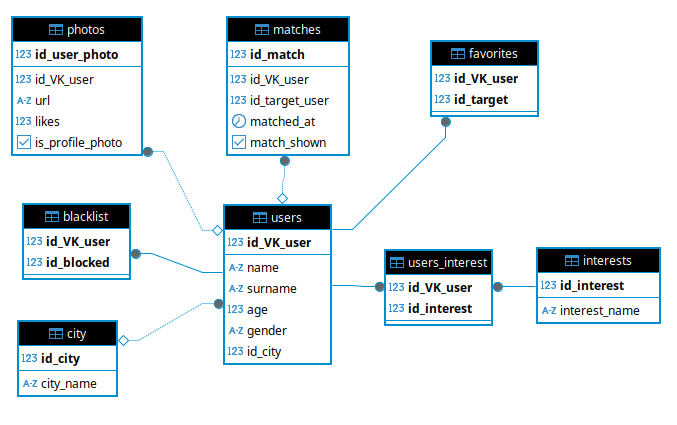 photos
123 id_user_photo
123 id_VK_user
A-Z url
123 likes
is_profile_photo
matches
123 id_match
123 id_VK_user
123 id_target_user
matched_at
match_shown
favorites
123 id_VK_user
123 id_target
blacklist
123 id_VK_user
123 id_blocked
users
123 id_VK_user
A-Z name
A-Z surname
123 age
A-Z gender
123 id_city
users_interest
123 id_VK_user
123 id_interest
interests
123 id_interest
A-Z interest_name
city
123 id_city
A-Z city_name